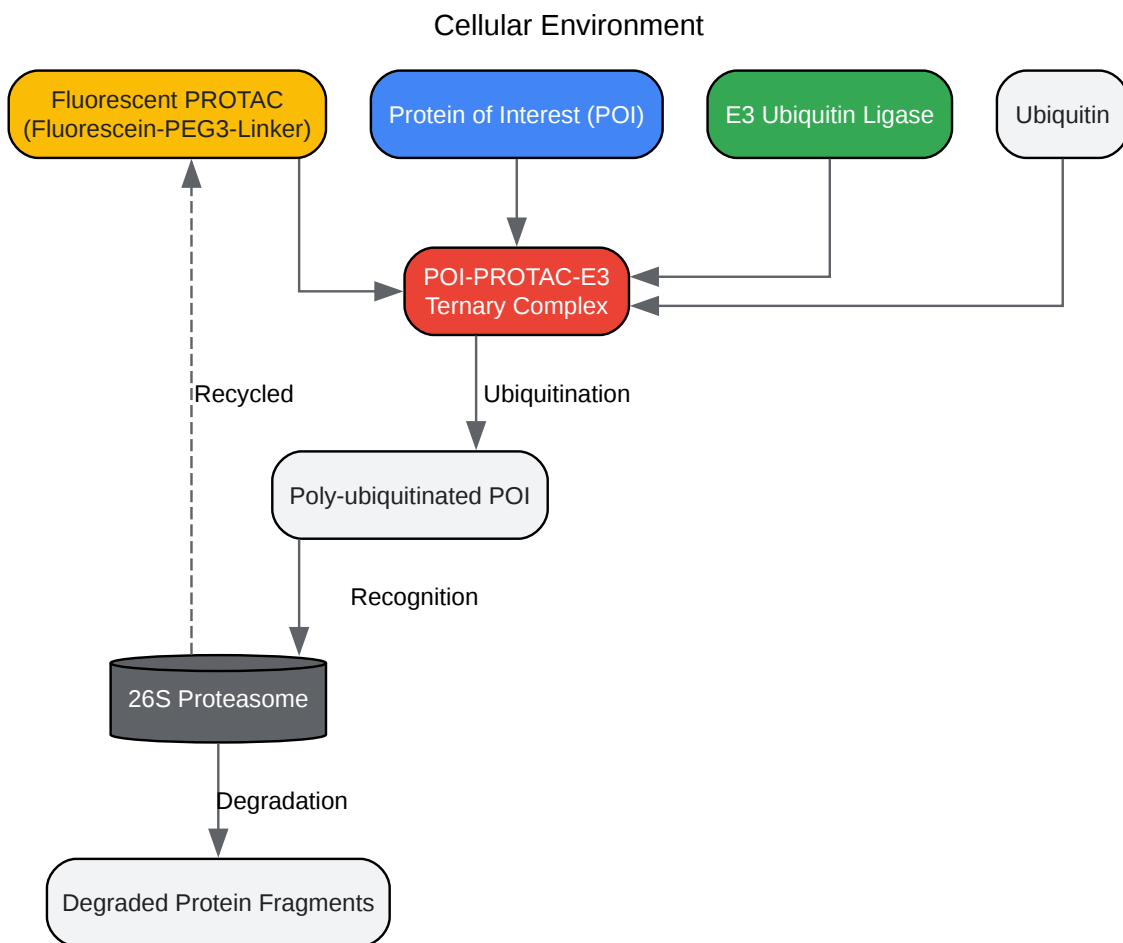 Cellular Environment
Fluorescent PROTAC
(Fluorescein-PEG3-Linker)
Protein of Interest (POI)
E3 Ubiquitin Ligase
Ubiquitin
POI-PROTAC-E3
Ternary Complex
Recycled
Ubiquitination
Poly-ubiquitinated POI
Recognition
26S Proteasome
Degradation
Degraded Protein Fragments